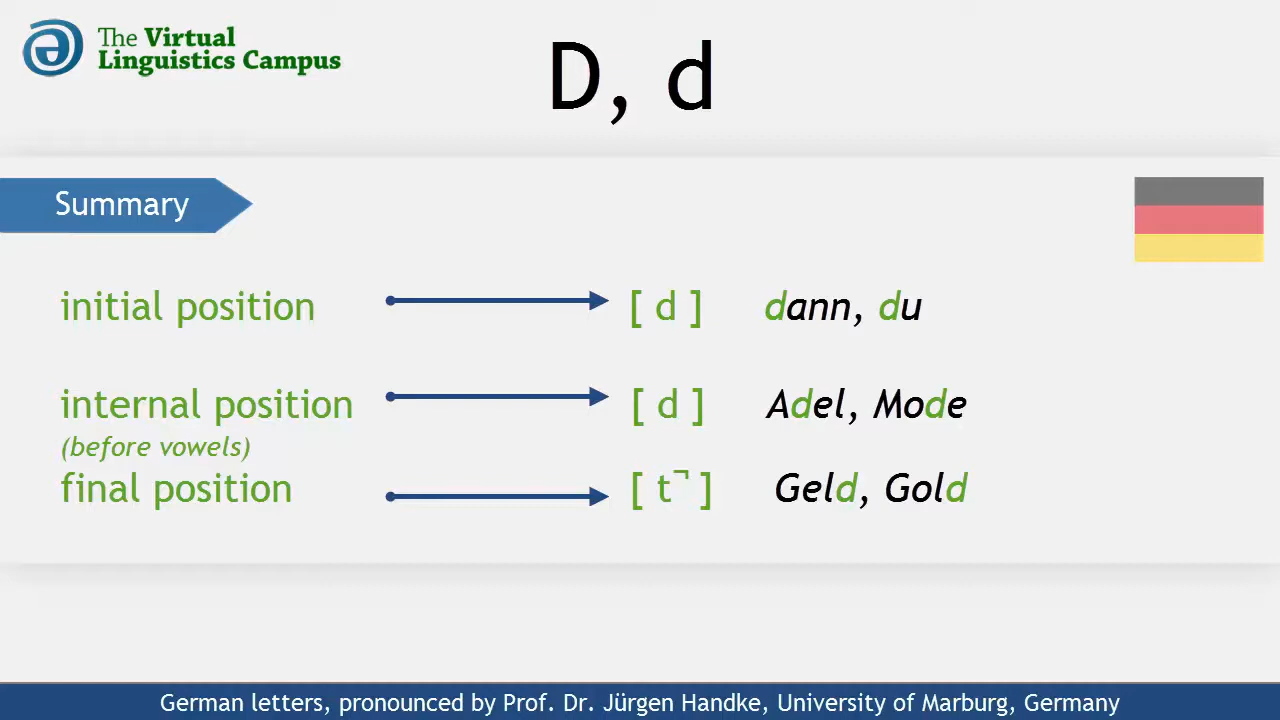 The Virtual
Linguistics Campus
D, d
Summary
initial position [ d ] dann, du
internal position [ d ] Adel, Mode
(before vowels)
final position [ t̚ ] Geld, Gold
German letters, pronounced by Prof. Dr. Jürgen Handke, University of Marburg, Germany